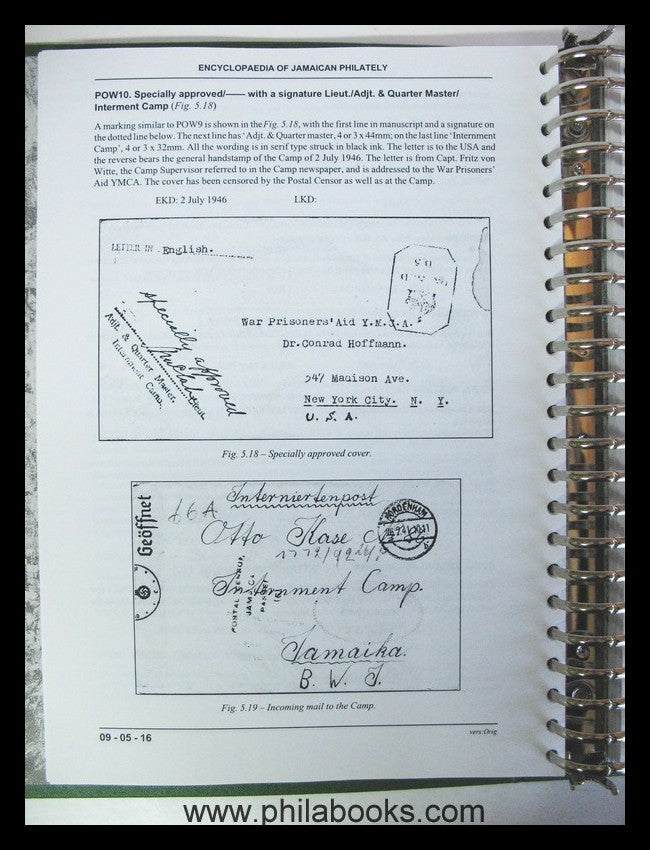 ENCYCLOPAEDIA OF JAMAICAN PHILATELY
POW10. Specially approved/—— with a signature Lieut./Adjt. & Quarter Master/
Interment Camp (Fig. 5.18)
A marking similar to POW9 is shown in the Fig. 5.18, with the first line in manuscript and a signature on
the dotted line below. The next line has 'Adjt. & Quartermaster, 4 or 3 x 44mm; on the last line 'Internment
Camp', 4 or 3 x 32mm. All the wording is in serif type struck in black ink. The letter is to the USA and
the reverse bears the general handstamp of the Camp of 2 July 1946. The letter is from Capt. Fritz von
Witte, the Camp Supervisor referred to in the Camp newspaper, and is addressed to the War Prisoners'
Aid YMCA. The cover has been censored by the Postal Censor as well as at the Camp.
EKD: 2 July 1946 LKD:
LETTER IN English.
Specially approved
Lieut.
Adjt. & Quarter Master.
Internment Camp.
War Prisoners'Aid Y.M.C.A.
Dr.Conrad Hoffmann.
347 Madison Ave.
New York City. N. Y.
U. S. A.
Fig. 5.18 – Specially approved cover.
Geöffnet
Interniertenpost
66A
Otto Kase
NORDENHAM
Internment Camp.
POSTAL CENSOR,
JAMAICA.
Jamaika.
B. W. I.
Fig. 5.19 – Incoming mail to the Camp.
09 - 05 - 16
vers:Orig
www.philabooks.com